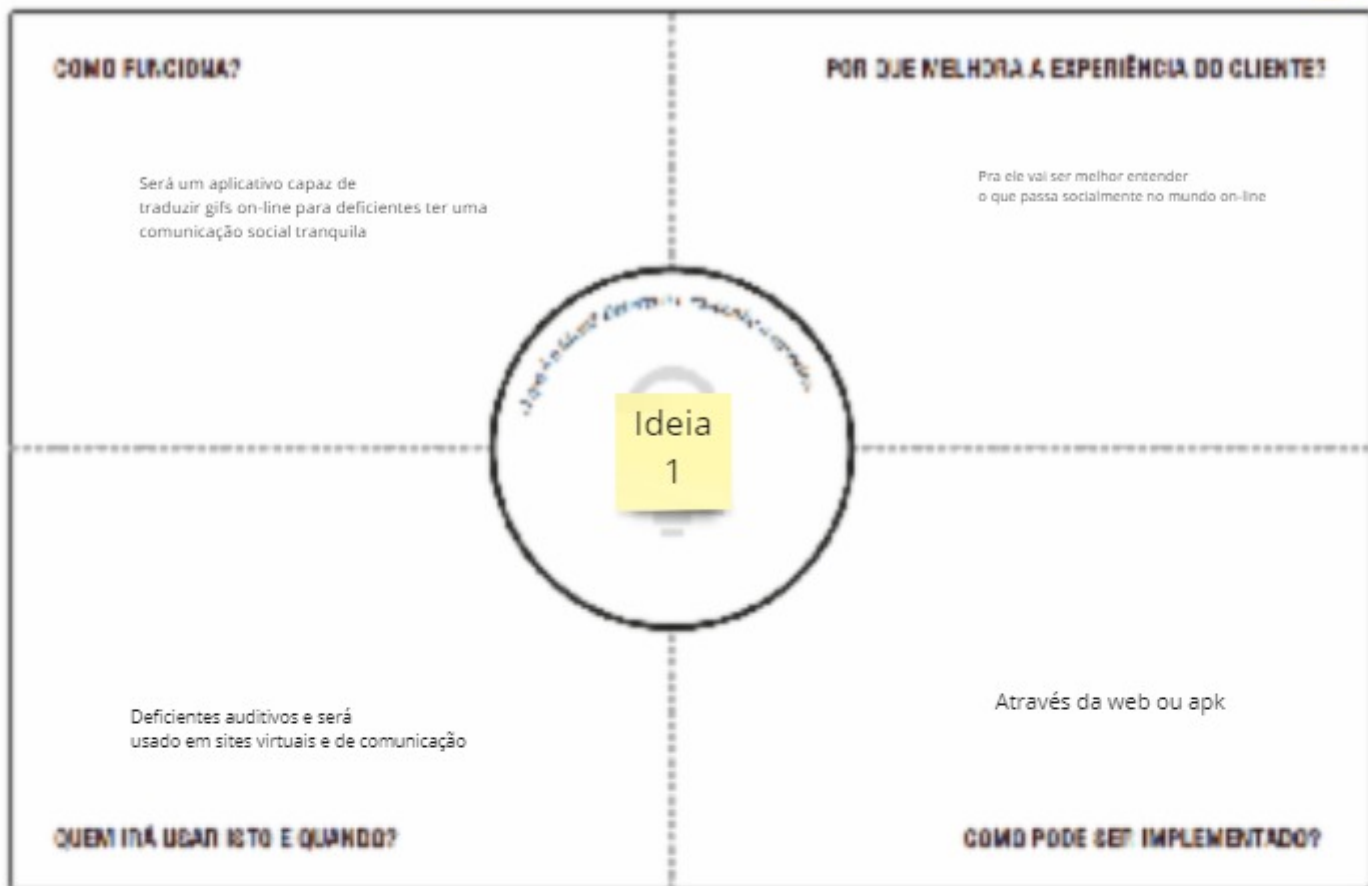 COMO FUNCIONA?
POR QUE MELHORA A EXPERIÊNCIA DO CLIENTE?
Será um aplicativo capaz de
traduzir gifs on-line para deficientes ter uma
comunicação social tranquila
Pra ele vai ser melhor entender
o que passa socialmente no mundo on-line
Ideia
1
Deficientes auditivos e será
usado em sites virtuais e de comunicação
Através da web ou apk
QUEM IRÁ USAR ISTO E QUANDO?
COMO PODE SER IMPLEMENTADO?